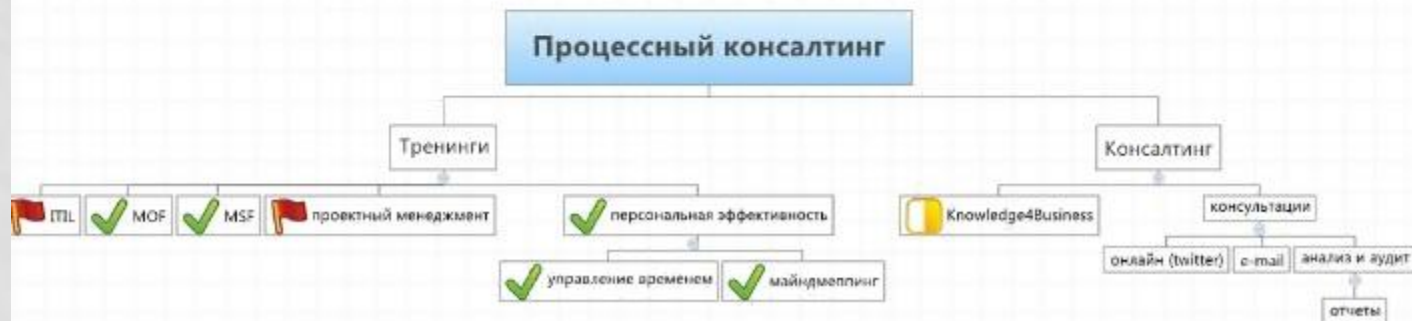 Процессный консалтинг
Тренинги
Консалтинг
ITIL
MOF
MSF
проектный менеджмент
персональная эффективность
Knowledge4Business
консультации
управление временем
майндмеппинг
онлайн (twitter)
e-mail
анализ и аудит
отчеты